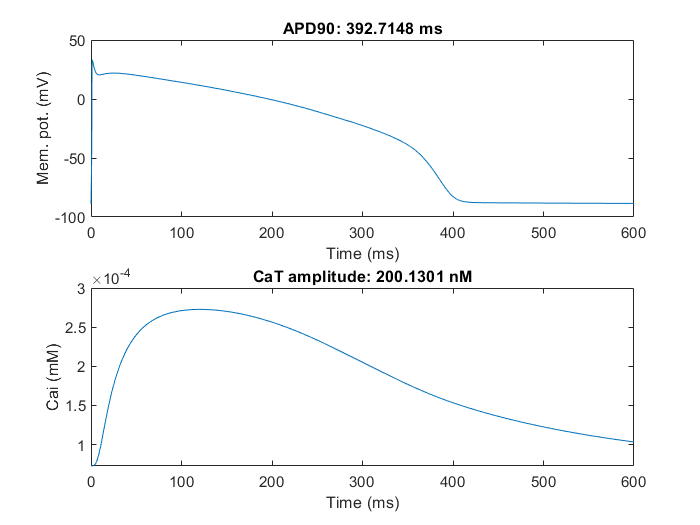 APD90: 392.7148 ms
50
0
-50
-100
Mem. pot. (mV)
0 100 200 300 400 500 600
Time (ms)
CaT amplitude: 200.1301 nM
×10⁻⁴
3
2.5
2
1.5
1
Cai (mM)
0 100 200 300 400 500 600
Time (ms)